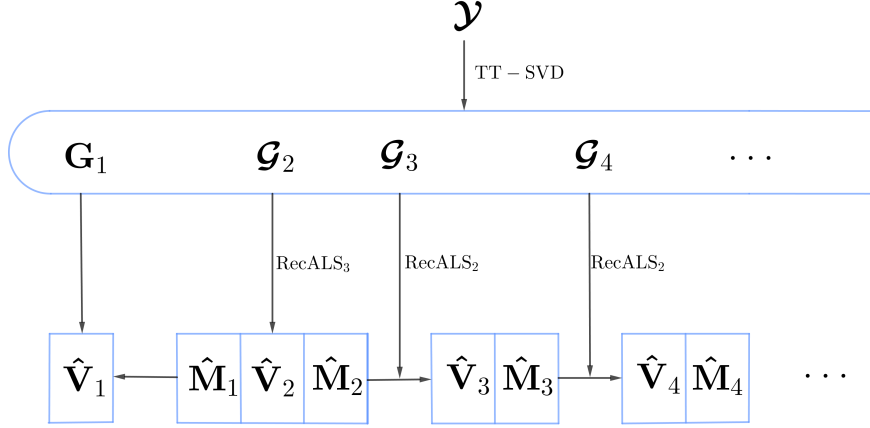 𝓨
TT − SVD
G₁ 𝓖₂ 𝓖₃ 𝓖₄ ...
RecALS₃ RecALS₂ RecALS₂
V̂₁ M̂₁ V̂₂ M̂₂ V̂₃ M̂₃ V̂₄ M̂₄ ...